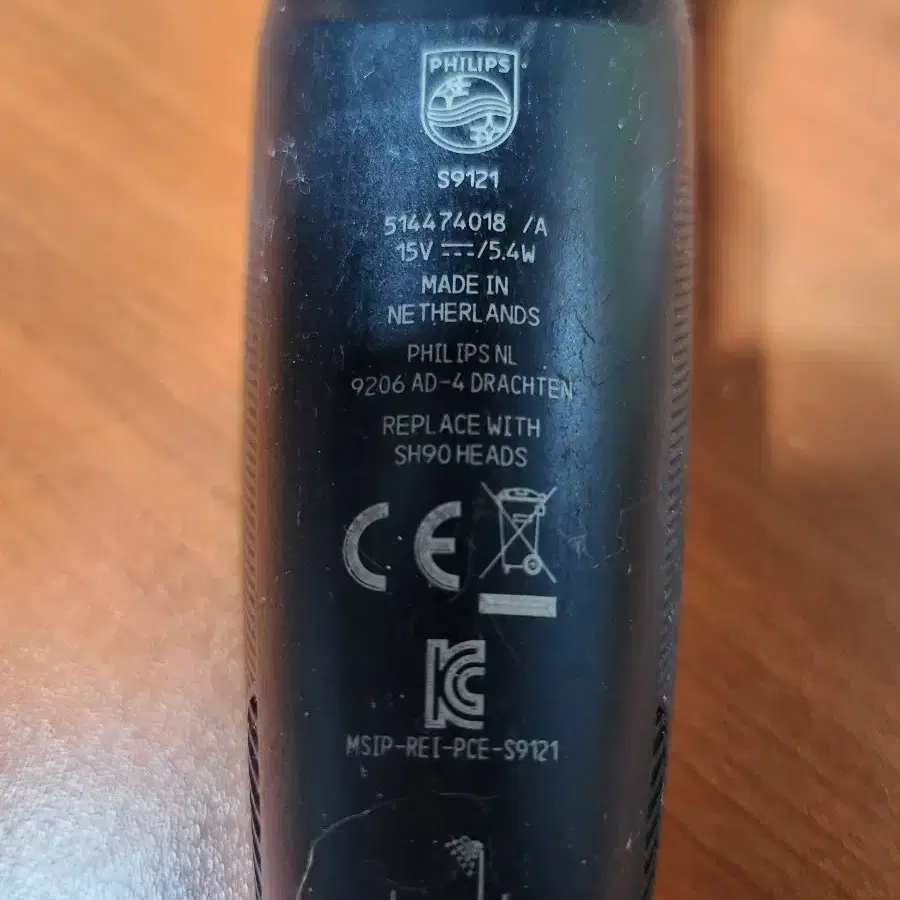 PHILIPS
S9121
514474018 /A
15V ⎓/5.4W
MADE IN
NETHERLANDS
PHILIPS NL
9206 AD-4 DRACHTEN
REPLACE WITH
SH90 HEADS
CE
KC
MSIP-REI-PCE-S9121